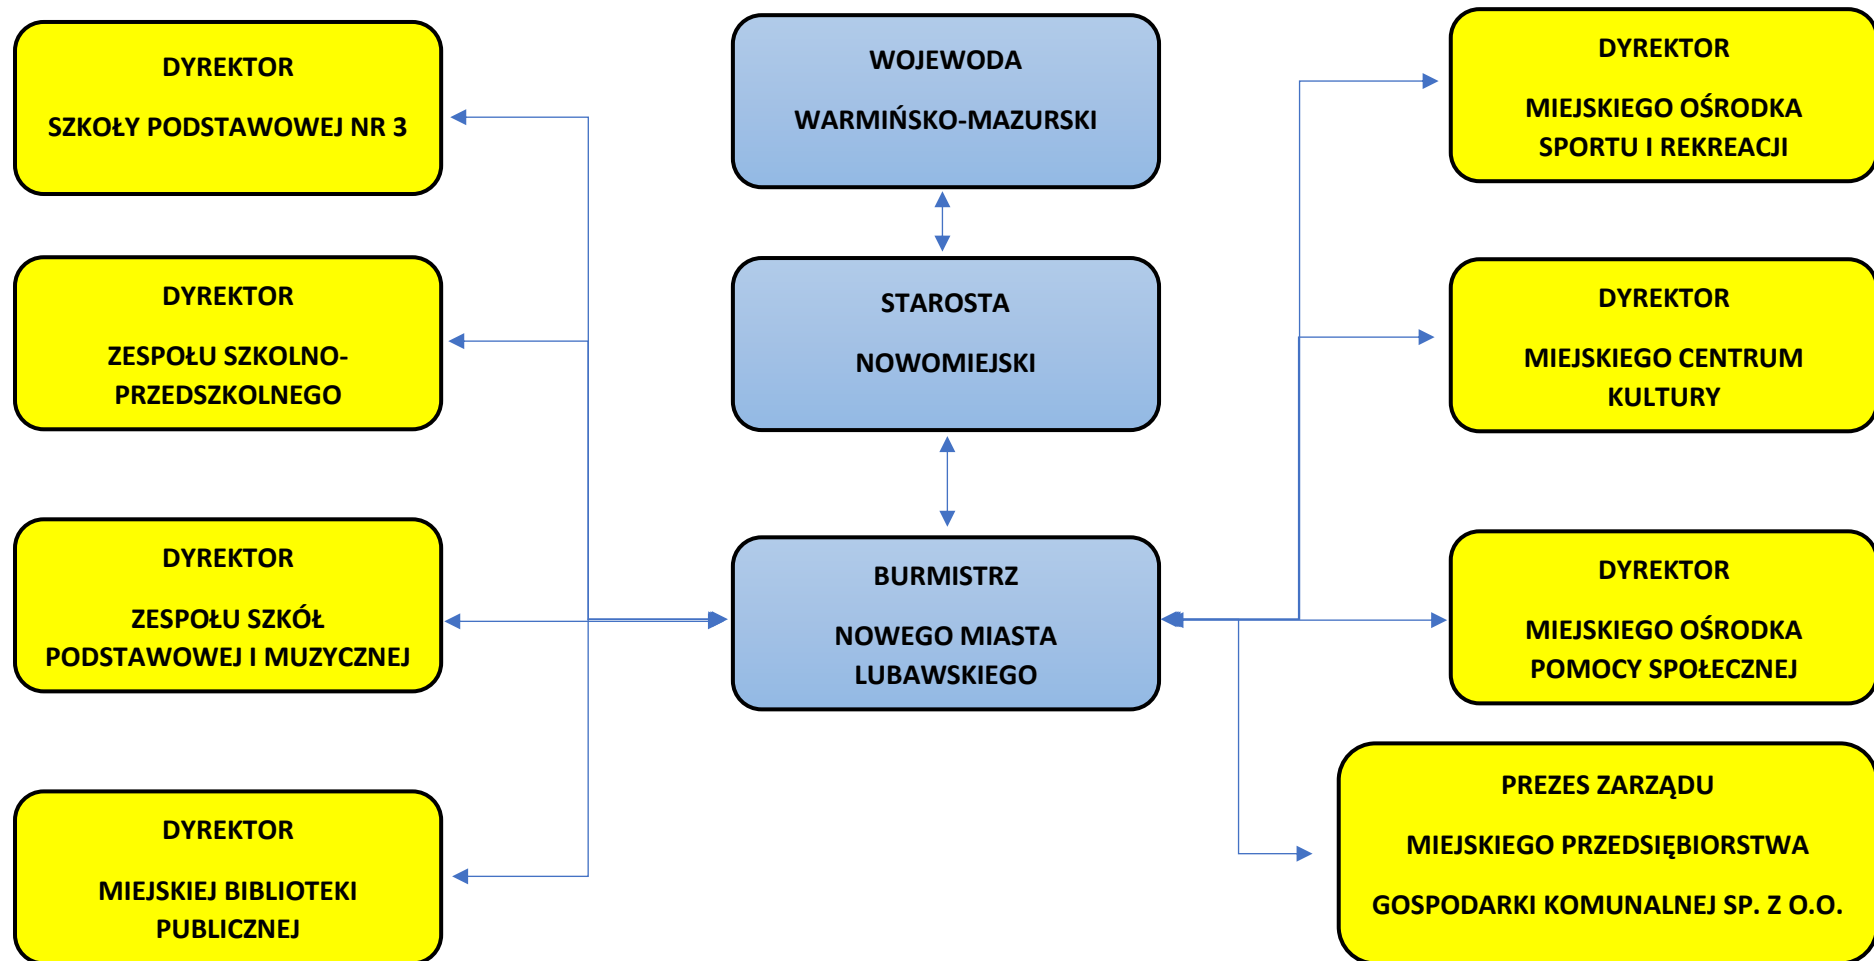 DYREKTOR
SZKOŁY PODSTAWOWEJ NR 3
DYREKTOR
ZESPOŁU SZKOLNO-
PRZEDSZKOLNEGO
DYREKTOR
ZESPOŁU SZKÓŁ
PODSTAWOWEJ I MUZYCZNEJ
DYREKTOR
MIEJSKIEJ BIBLIOTEKI
PUBLICZNEJ
WOJEWODA
WARMIŃSKO-MAZURSKI
STAROSTA
NOWOMIEJSKI
BURMISTRZ
NOWEGO MIASTA
LUBAWSKIEGO
DYREKTOR
MIEJSKIEGO OŚRODKA
SPORTU I REKREACJI
DYREKTOR
MIEJSKIEGO CENTRUM
KULTURY
DYREKTOR
MIEJSKIEGO OŚRODKA
POMOCY SPOŁECZNEJ
PREZES ZARZĄDU
MIEJSKIEGO PRZEDSIĘBIORSTWA
GOSPODARKI KOMUNALNEJ SP. Z O.O.